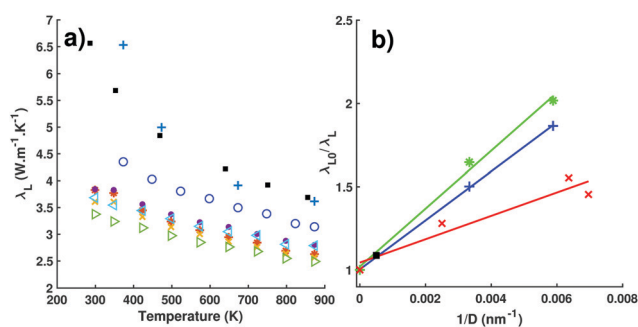 a)
7
6.5
6
5.5
5
4.5
4
3.5
3
2.5
2
200 300 400 500 600 700 800 900
Temperature (K)
λL (W.m⁻¹.K⁻¹)
b)
2.5
2
1.5
1
0 0.002 0.004 0.006 0.008
1/D (nm⁻¹)
λL0/λL